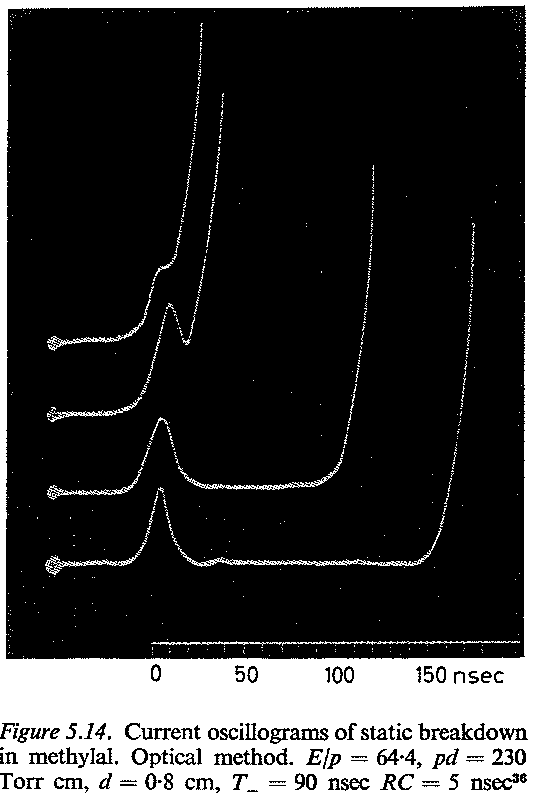 0 50 100 150 nsec
Figure 5.14. Current oscillograms of static breakdown
in methylal. Optical method. E/p = 64·4, pd = 230
Torr cm, d = 0·8 cm, T_ = 90 nsec RC = 5 nsec³⁶